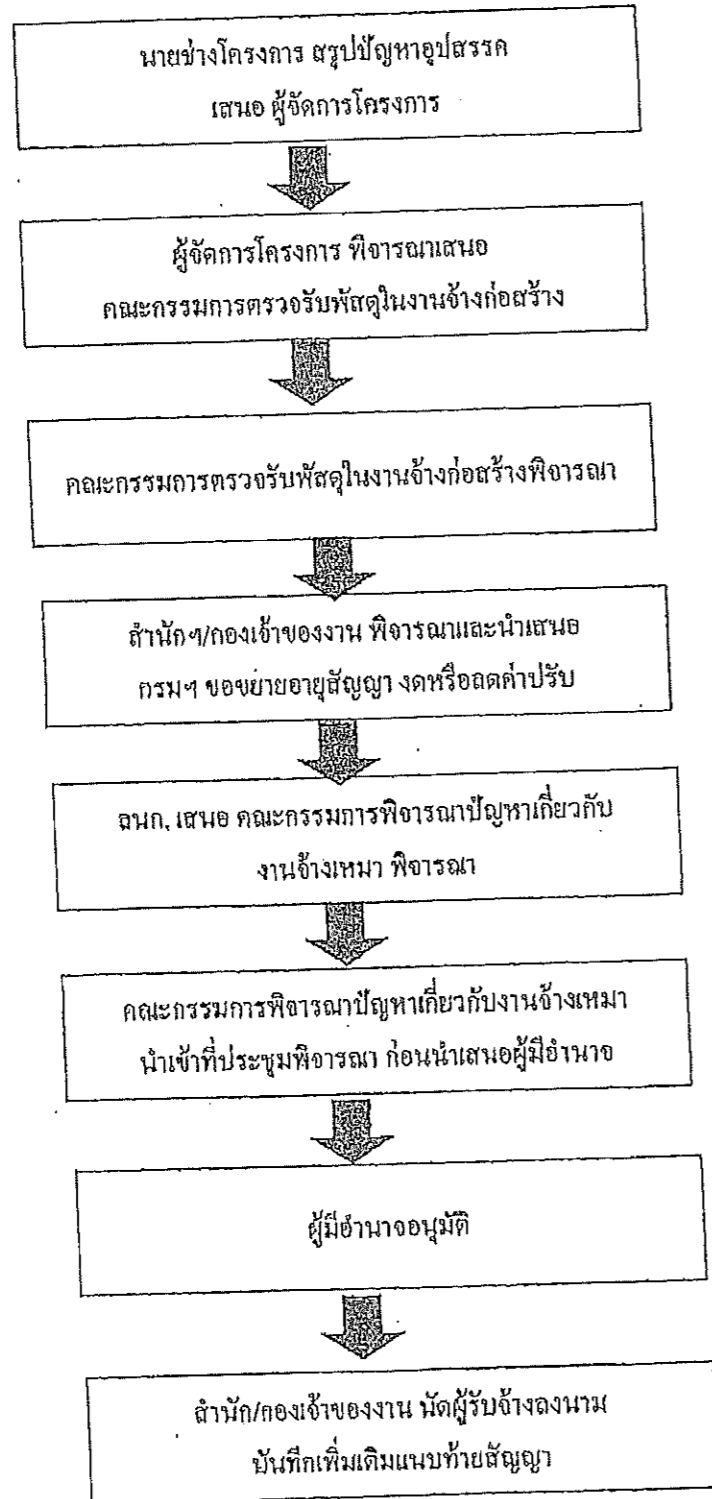 นายช่างโครงการ สรุปปัญหาอุปสรรค
เสนอ ผู้จัดการโครงการ
ผู้จัดการโครงการ พิจารณาเสนอ
คณะกรรมการตรวจรับพัสดุในงานจ้างก่อสร้าง
คณะกรรมการตรวจรับพัสดุในงานจ้างก่อสร้างพิจารณา
สำนักฯ/กองเจ้าของงาน พิจารณาและนำเสนอ
กรมฯ ขอขยายอายุสัญญา งดหรือลดค่าปรับ
ลนก. เสนอ คณะกรรมการพิจารณาปัญหาเกี่ยวกับ
งานจ้างเหมา พิจารณา
คณะกรรมการพิจารณาปัญหาเกี่ยวกับงานจ้างเหมา
นำเข้าที่ประชุมพิจารณา ก่อนนำเสนอผู้มีอำนาจ
ผู้มีอำนาจอนุมัติ
สำนัก/กองเจ้าของงาน นัดผู้รับจ้างลงนาม
บันทึกเพิ่มเติมแนบท้ายสัญญา